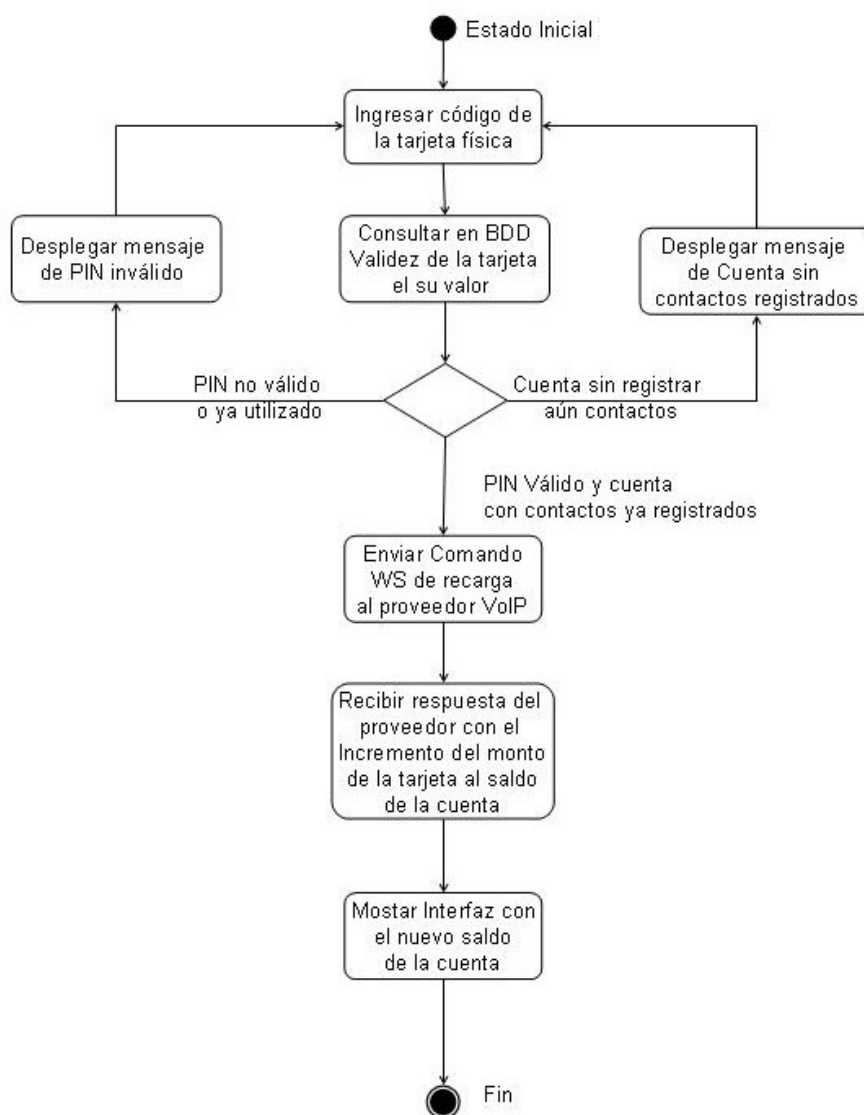 Estado Inicial
Ingresar código de
la tarjeta física
Desplegar mensaje
de PIN inválido
Consultar en BDD
Validez de la tarjeta
el su valor
Desplegar mensaje
de Cuenta sin
contactos registrados
PIN no válido
o ya utilizado
Cuenta sin registrar
aún contactos
PIN Válido y cuenta
con contactos ya registrados
Enviar Comando
WS de recarga
al proveedor VoIP
Recibir respuesta del
proveedor con el
Incremento del monto
de la tarjeta al saldo
de la cuenta
Mostar Interfaz con
el nuevo saldo
de la cuenta
Fin